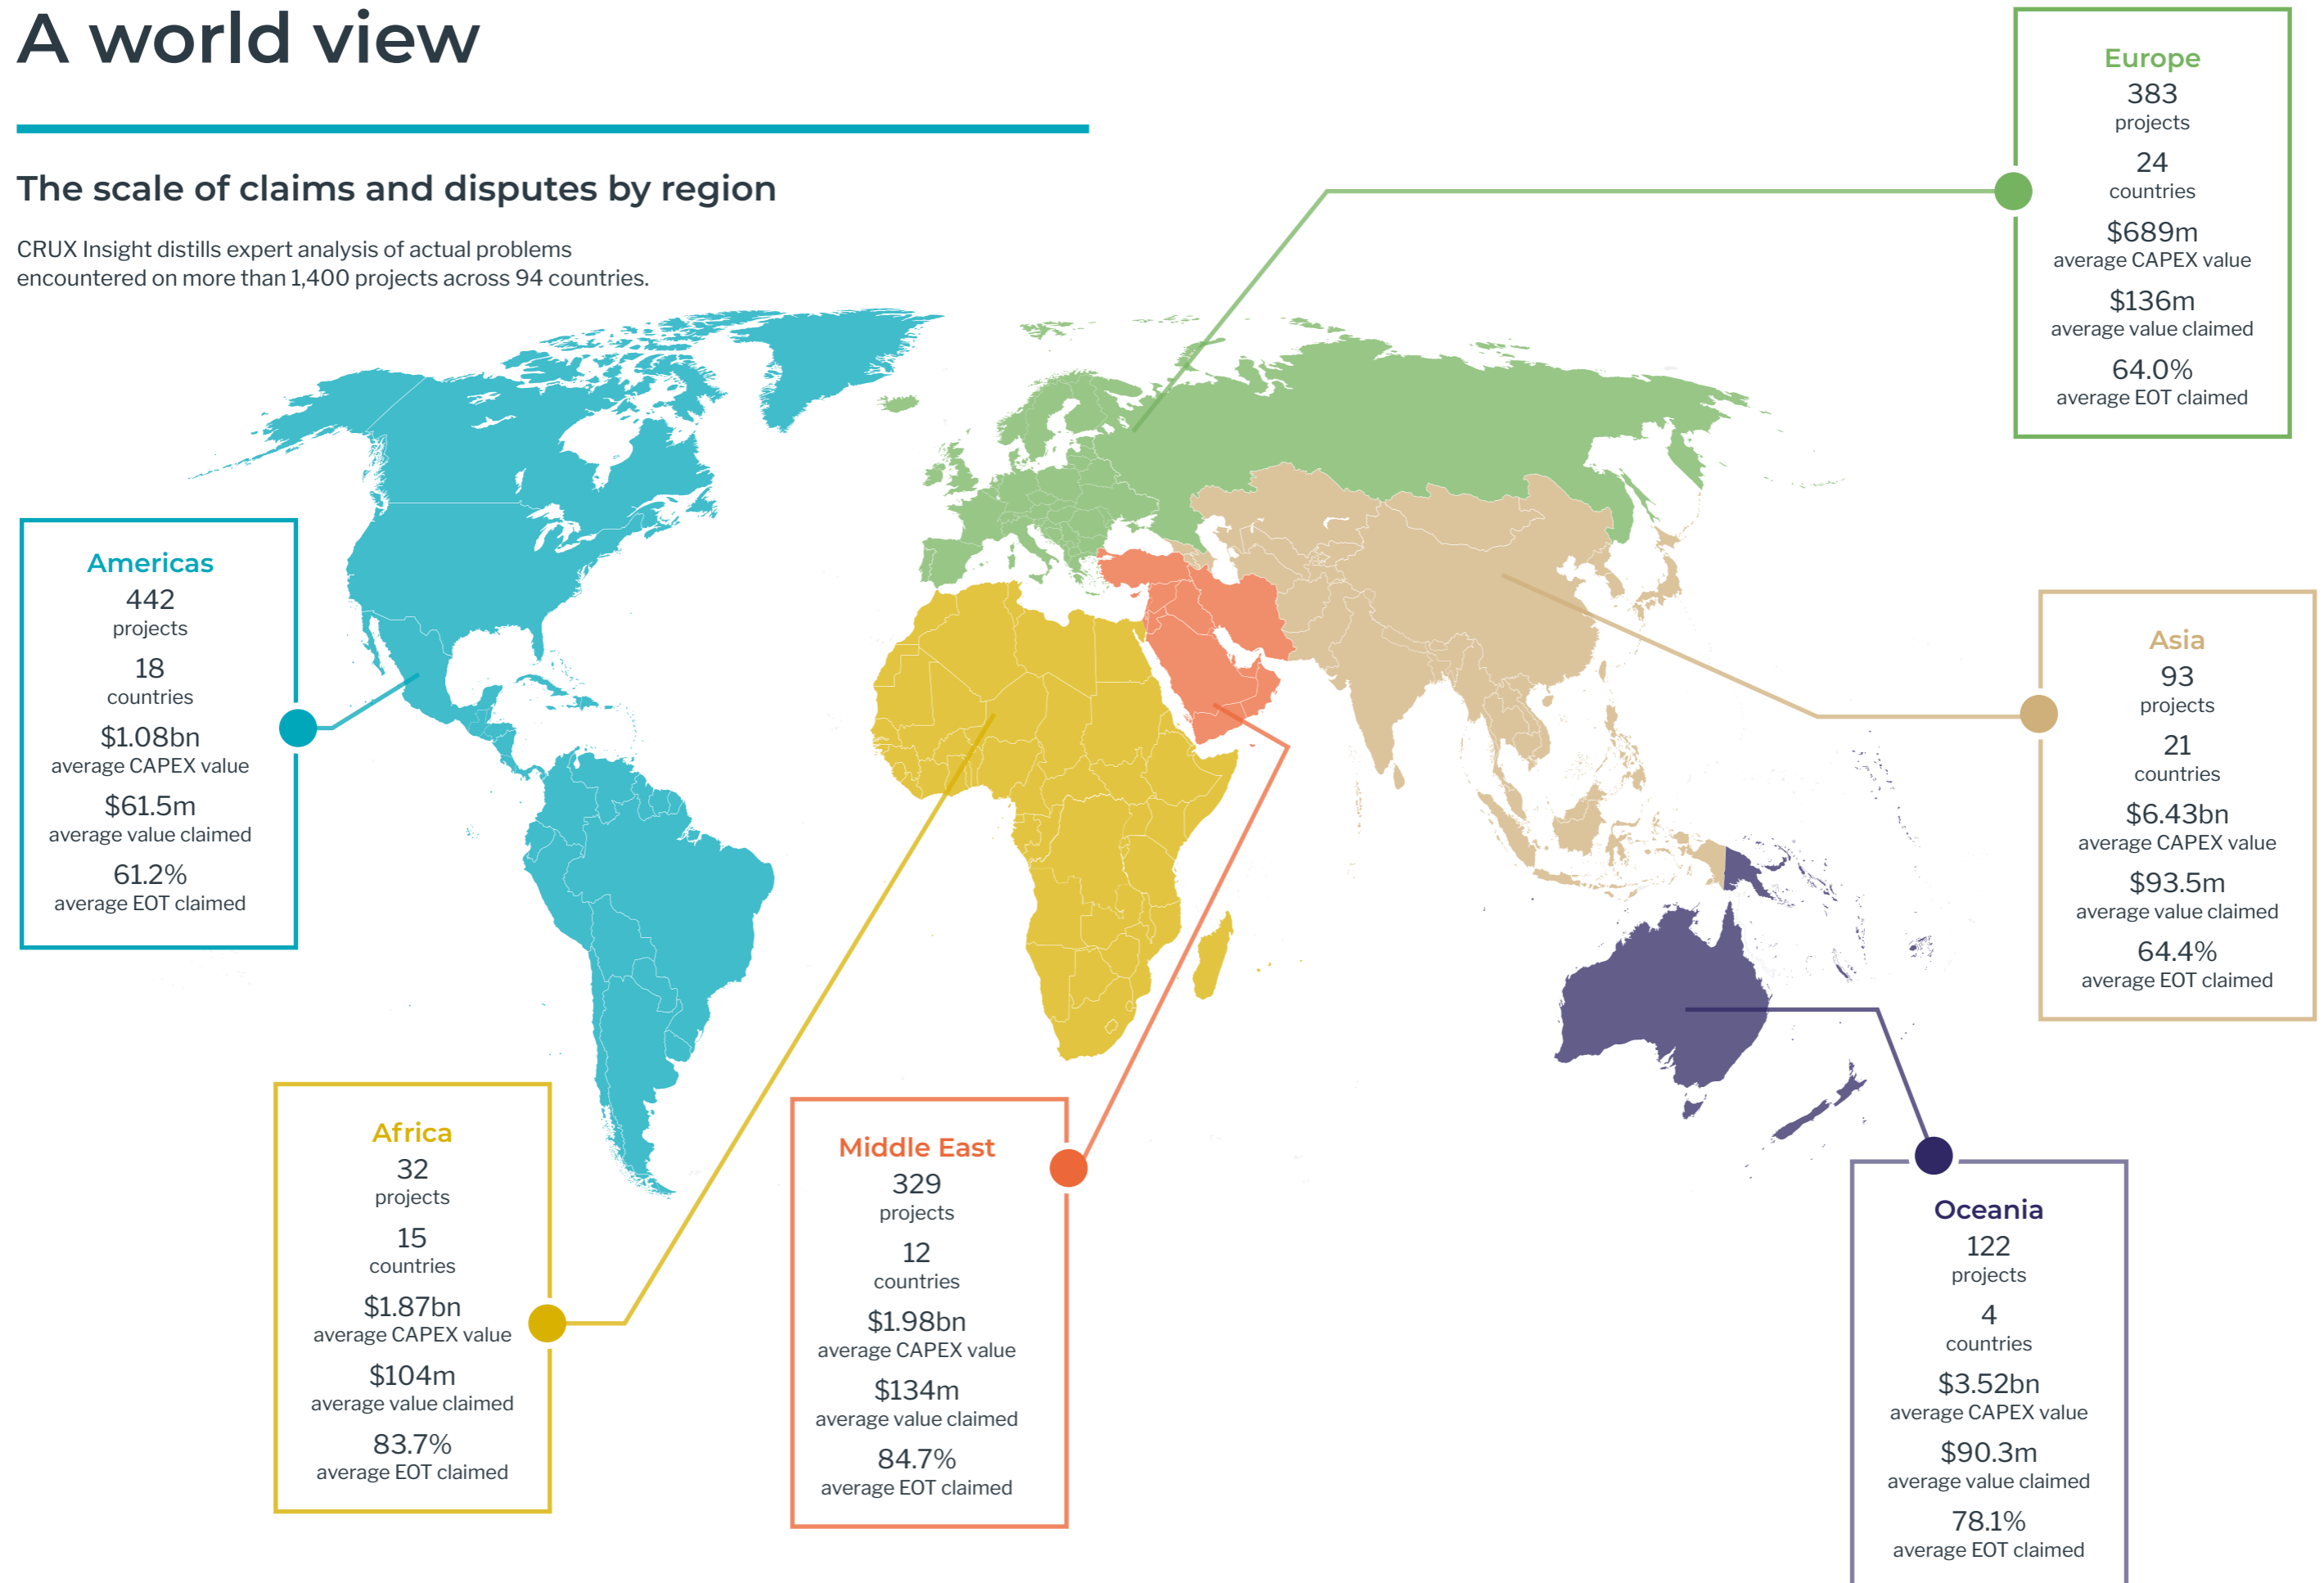 A world view
The scale of claims and disputes by region
CRUX Insight distills expert analysis of actual problems
encountered on more than 1,400 projects across 94 countries.
Europe
383
projects
24
countries
$689m
average CAPEX value
$136m
average value claimed
64.0%
average EOT claimed
Americas
442
projects
18
countries
$1.08bn
average CAPEX value
$61.5m
average value claimed
61.2%
average EOT claimed
Asia
93
projects
21
countries
$6.43bn
average CAPEX value
$93.5m
average value claimed
64.4%
average EOT claimed
Africa
32
projects
15
countries
$1.87bn
average CAPEX value
$104m
average value claimed
83.7%
average EOT claimed
Middle East
329
projects
12
countries
$1.98bn
average CAPEX value
$134m
average value claimed
84.7%
average EOT claimed
Oceania
122
projects
4
countries
$3.52bn
average CAPEX value
$90.3m
average value claimed
78.1%
average EOT claimed